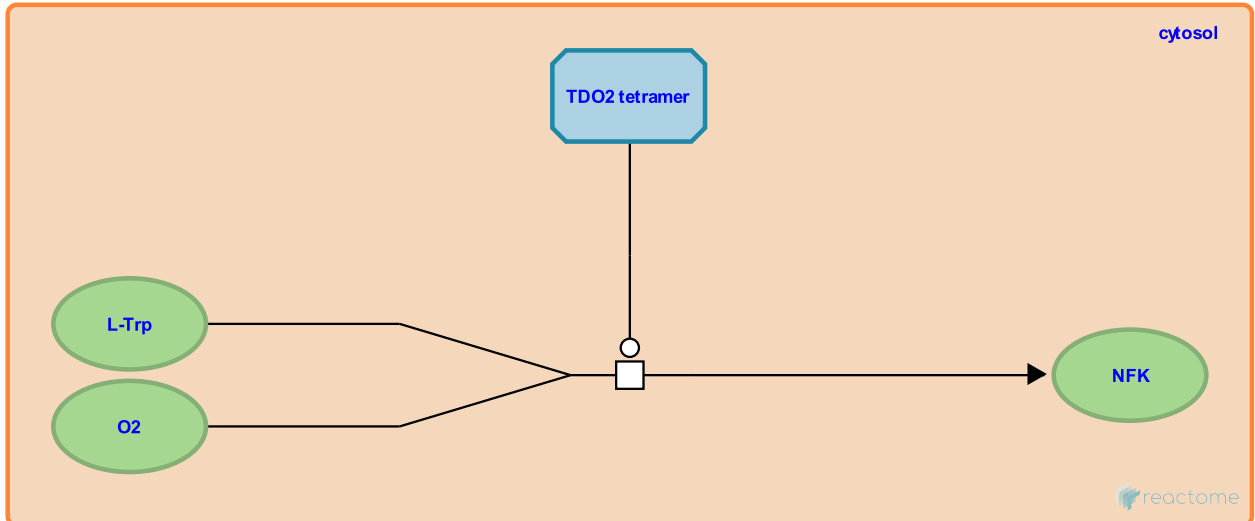 cytosol
TDO2 tetramer
L-Trp
NFK
O2
reactome